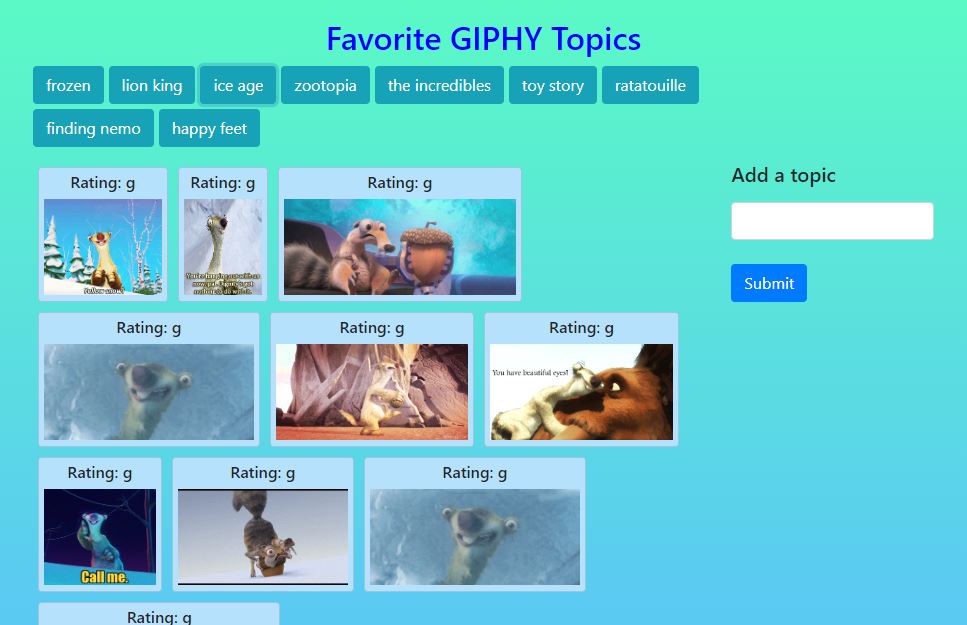 Favorite GIPHY Topics
frozen lion king ice age zootopia the incredibles toy story ratatouille
finding nemo happy feet
Add a topic
Submit
Rating: g Rating: g Rating: g
Yellow snow!
Rating: g Rating: g Rating: g
You have beautiful eyes!
Rating: g Rating: g Rating: g
Call me.
Rating: g